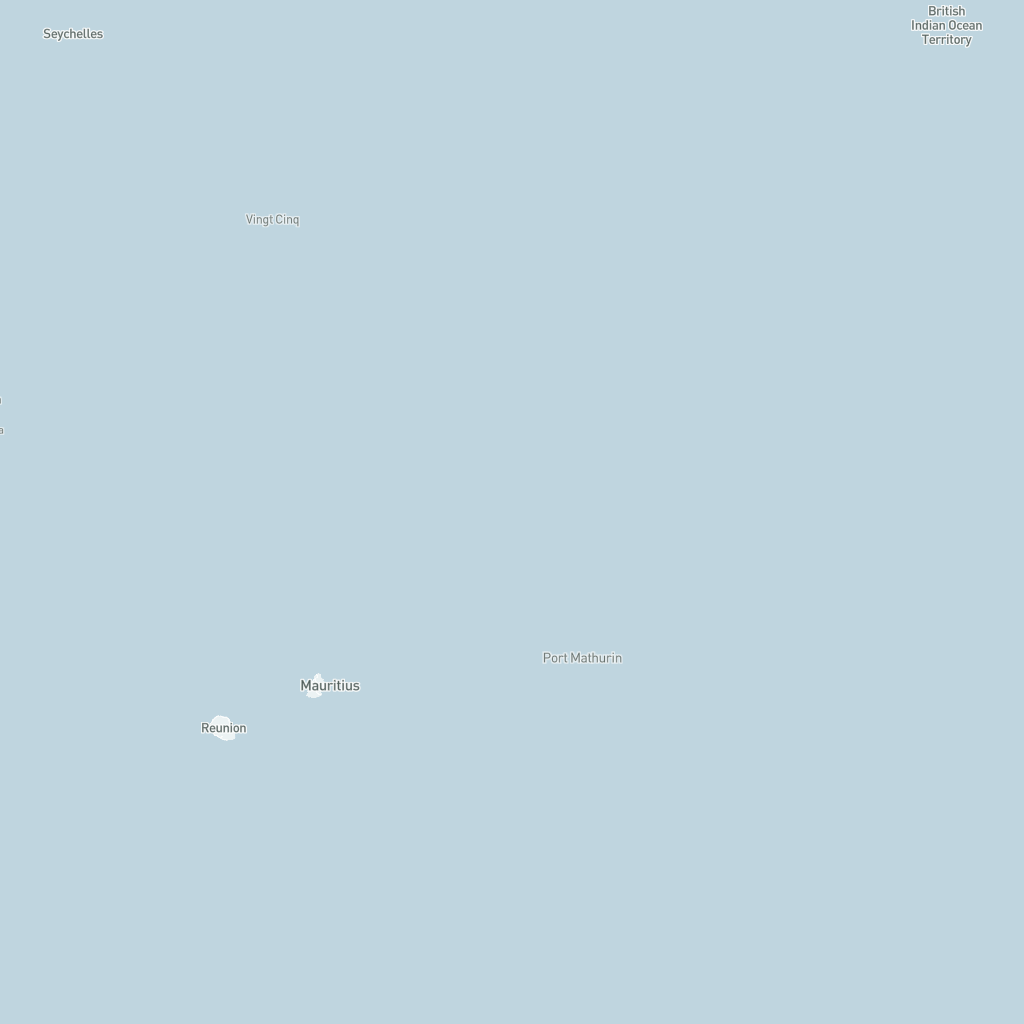 British
Indian Ocean
Territory
Seychelles
Vingt Cinq
Port Mathurin
Mauritius
Reunion